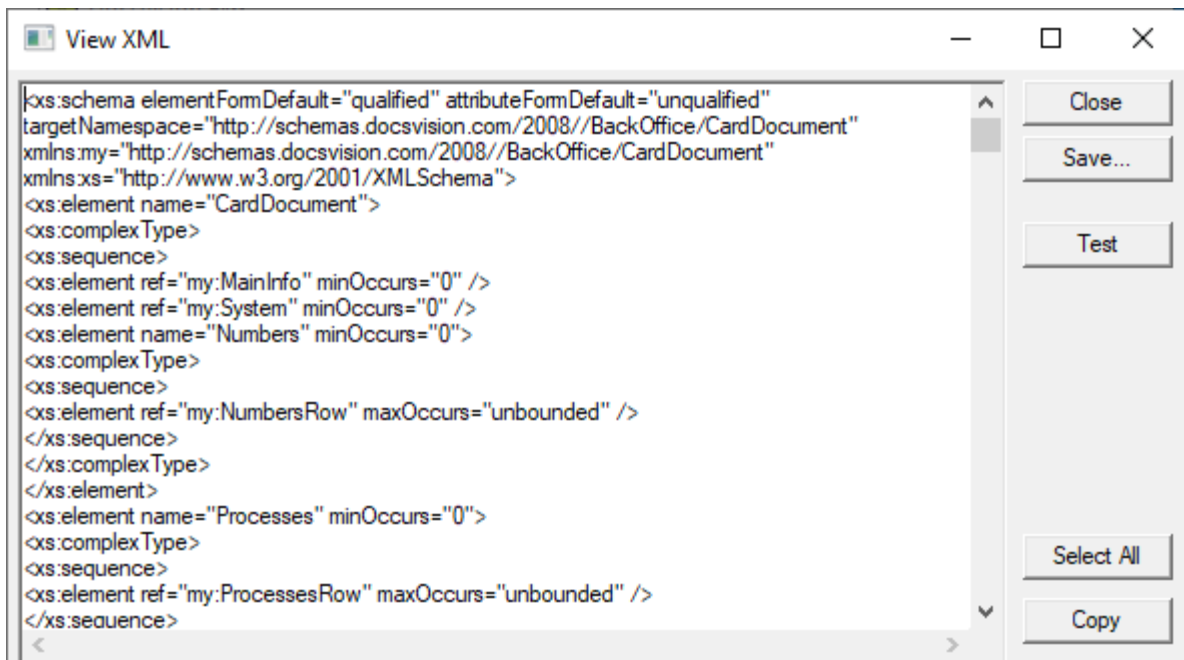 View XML
<xs:schema elementFormDefault="qualified" attributeFormDefault="unqualified"
targetNamespace="http://schemas.docsvision.com/2008//BackOffice/CardDocument"
xmlns:my="http://schemas.docsvision.com/2008//BackOffice/CardDocument"
xmlns:xs="http://www.w3.org/2001/XMLSchema">
<xs:element name="CardDocument">
<xs:complexType>
<xs:sequence>
<xs:element ref="my:MainInfo" minOccurs="0" />
<xs:element ref="my:System" minOccurs="0" />
<xs:element name="Numbers" minOccurs="0">
<xs:complexType>
<xs:sequence>
<xs:element ref="my:NumbersRow" maxOccurs="unbounded" />
</xs:sequence>
</xs:complexType>
</xs:element>
<xs:element name="Processes" minOccurs="0">
<xs:complexType>
<xs:sequence>
<xs:element ref="my:ProcessesRow" maxOccurs="unbounded" />
</xs:sequence>
Close
Save...
Test
Select All
Copy